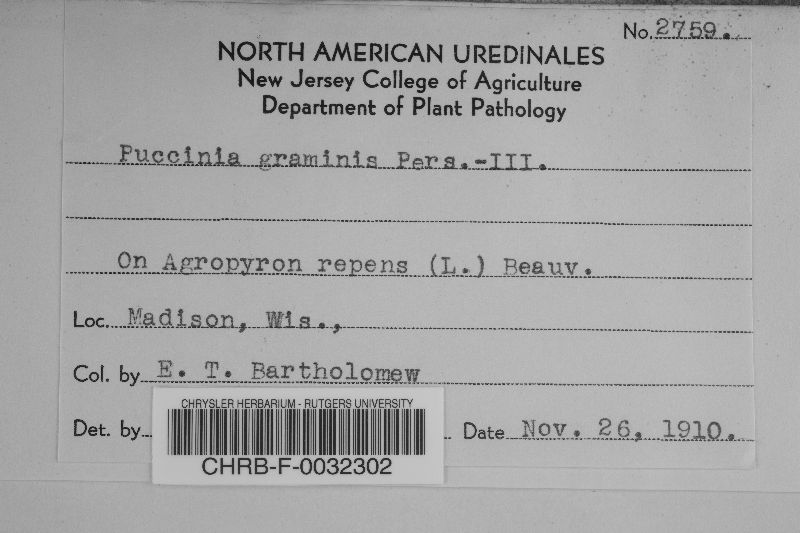 No. 2759.
NORTH AMERICAN UREDINALES
New Jersey College of Agriculture
Department of Plant Pathology
Puccinia graminis Pers.-III.
On Agropyron repens (L.) Beauv.
Loc. Madison, Wis.,
Col. by E. T. Bartholomew
Det. by Date Nov. 26, 1910.
CHRYSLER HERBARIUM - RUTGERS UNIVERSITY
CHRB-F-0032302